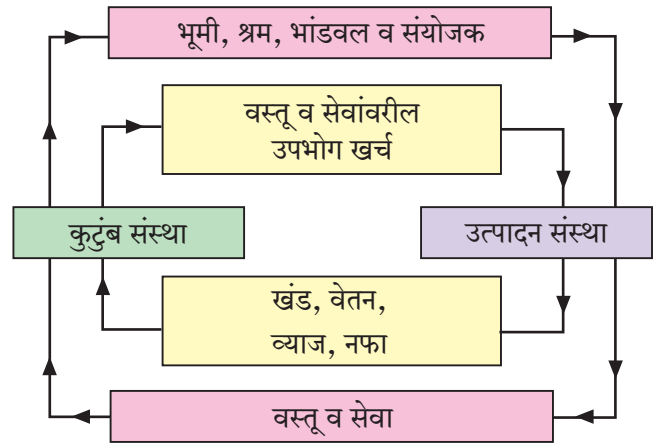 भूमी, श्रम, भांडवल व संयोजक
वस्तू व सेवांवरील
उपभोग खर्च
कुटुंब संस्था
उत्पादन संस्था
खंड, वेतन,
व्याज, नफा
वस्तू व सेवा